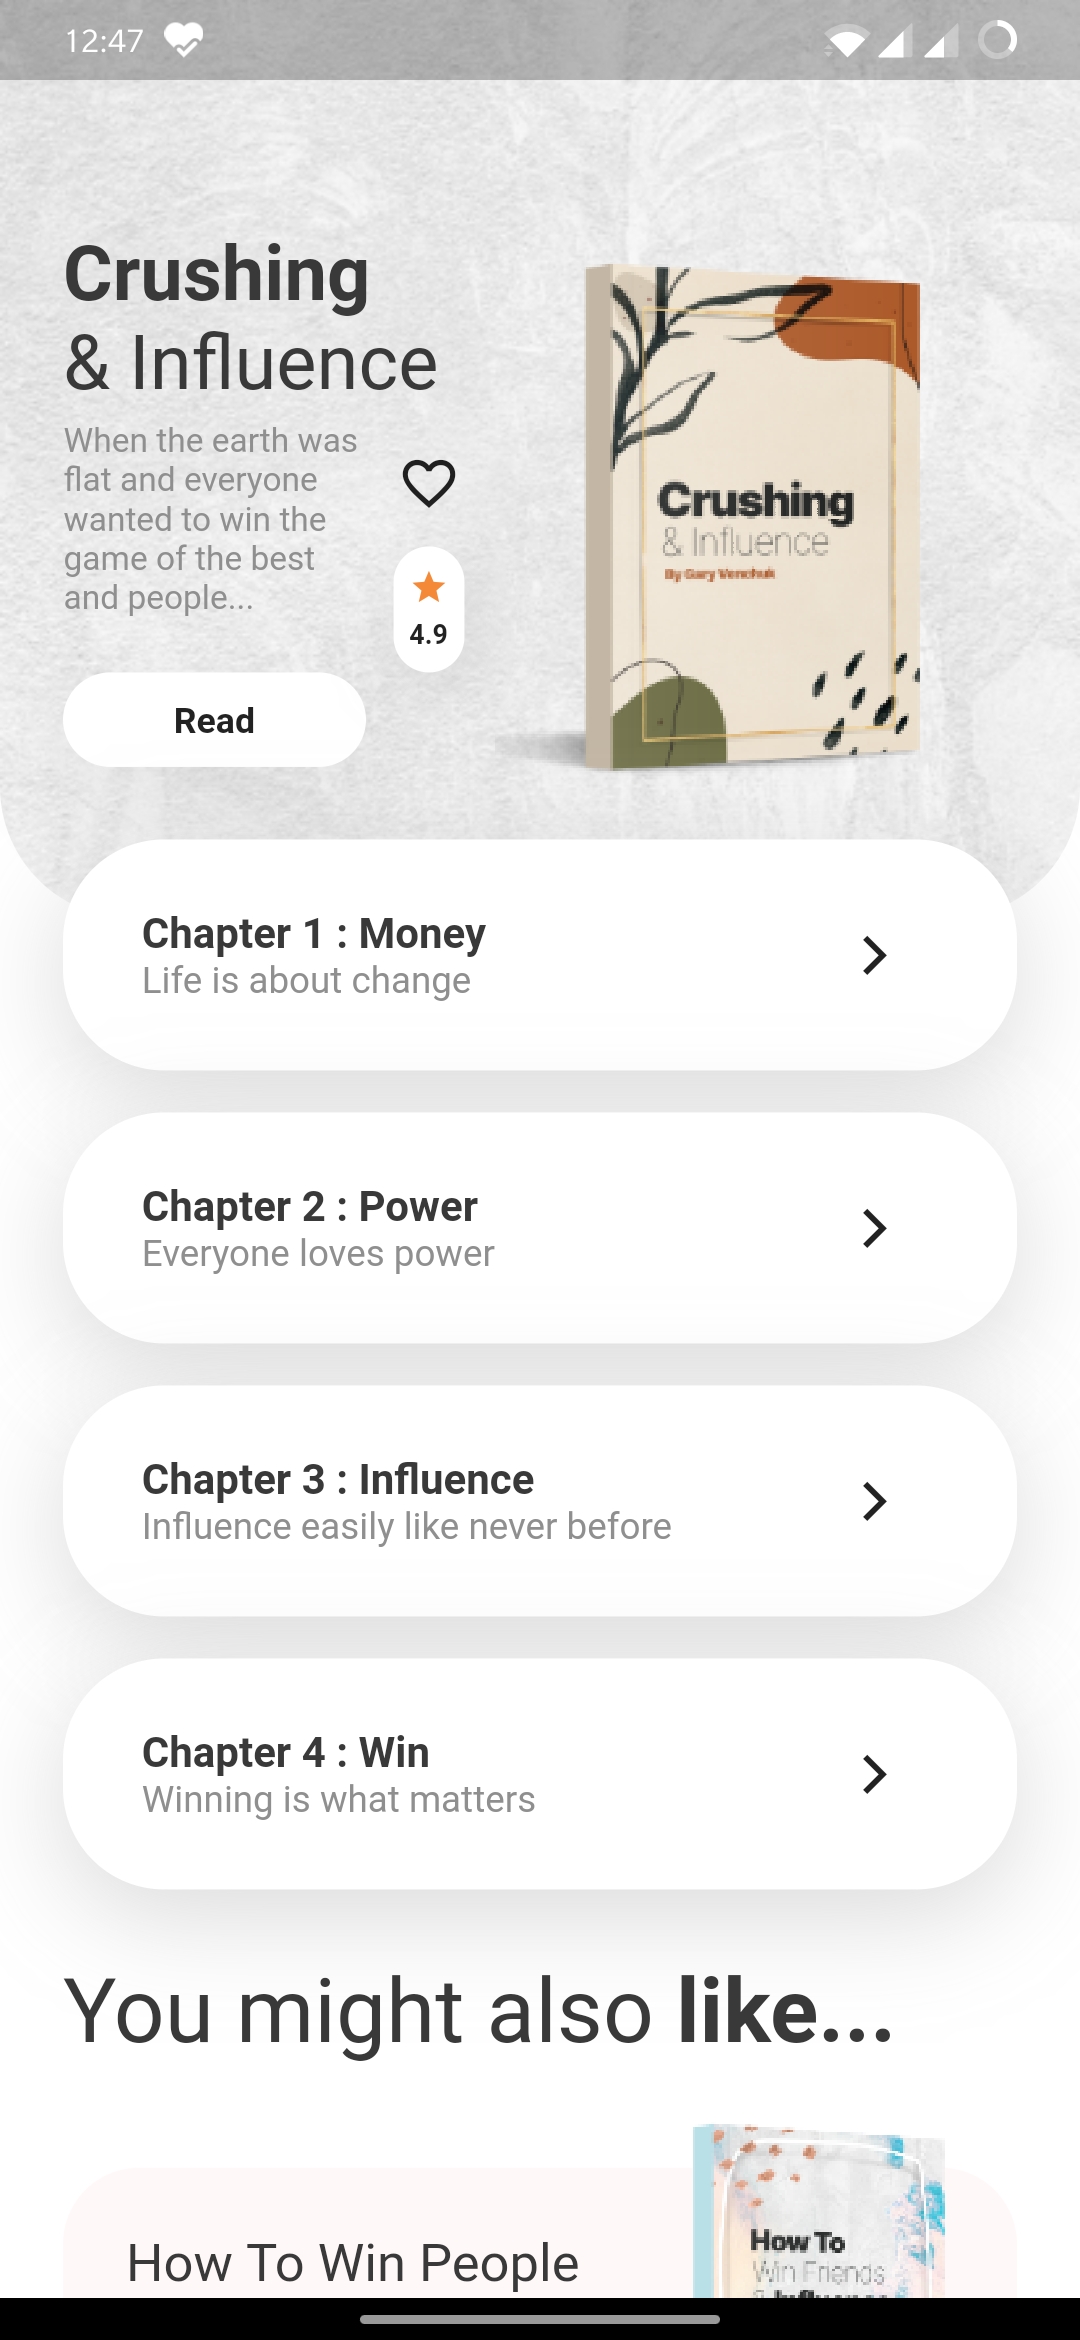 12:47
Crushing
& Influence
When the earth was
flat and everyone
wanted to win the
game of the best
and people...
4.9
Read
Crushing
& Influence
By Gary Venchuk
Chapter 1 : Money
Life is about change
Chapter 2 : Power
Everyone loves power
Chapter 3 : Influence
Influence easily like never before
Chapter 4 : Win
Winning is what matters
You might also like...
How To Win People
How To
Win Friends
& Influence